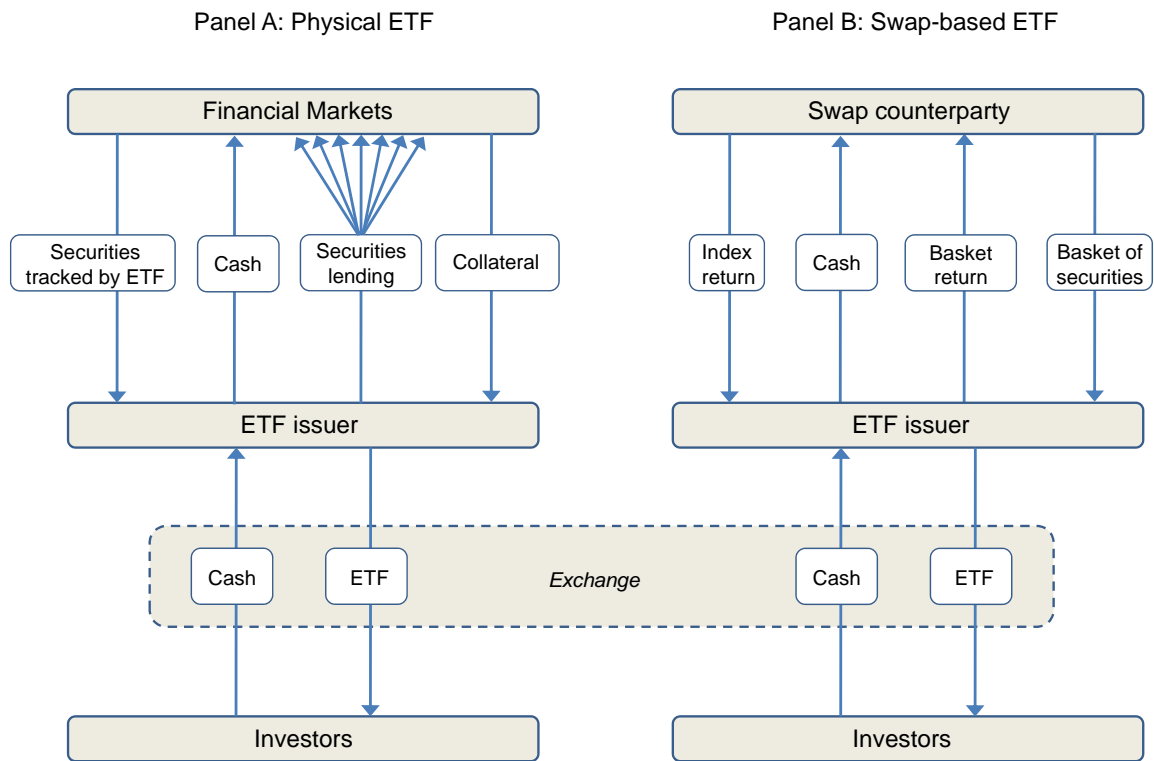 Panel A: Physical ETF
Panel B: Swap-based ETF
Financial Markets
Swap counterparty
Securities
tracked by ETF
Cash
Securities
lending
Collateral
Index
return
Cash
Basket
return
Basket of
securities
ETF issuer
ETF issuer
Cash
ETF
Exchange
Cash
ETF
Investors
Investors